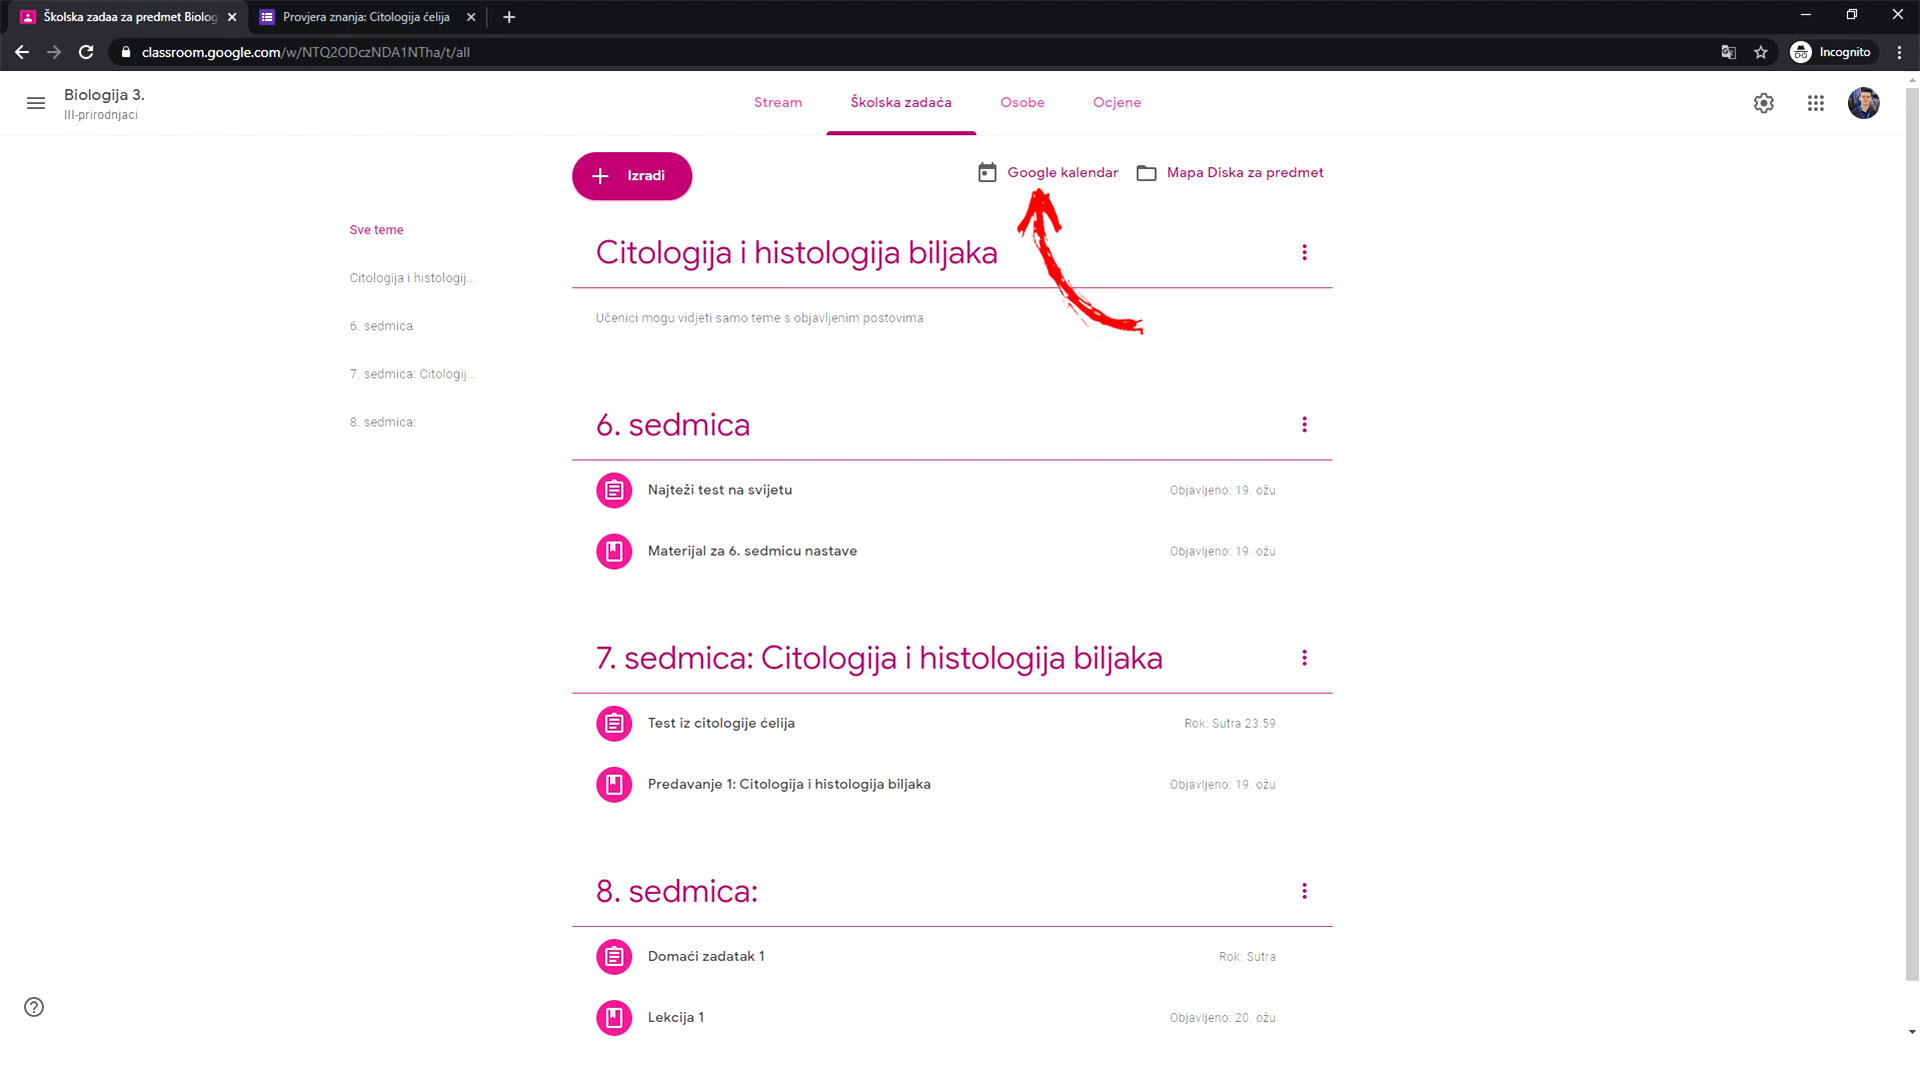 Školska zadaa za predmet Biolog
Provjera znanja: Citologija ćelija
classroom.google.com/w/NTQ2ODczNDA1NTha/t/all
Incognito
Biologija 3.
III-prirodnjaci
Stream
Školska zadaća
Osobe
Ocjene
Izradi
Google kalendar
Mapa Diska za predmet
Sve teme
Citologija i histologij...
6. sedmica
7. sedmica: Citologij...
8. sedmica:
Citologija i histologija biljaka
Učenici mogu vidjeti samo teme s objavljenim postovima
6. sedmica
Najteži test na svijetu
Objavljeno: 19. ožu
Materijal za 6. sedmicu nastave
Objavljeno: 19. ožu
7. sedmica: Citologija i histologija biljaka
Test iz citologije ćelija
Rok: Sutra 23:59
Predavanje 1: Citologija i histologija biljaka
Objavljeno: 19. ožu
8. sedmica:
Domaći zadatak 1
Rok: Sutra
Lekcija 1
Objavljeno: 20. ožu